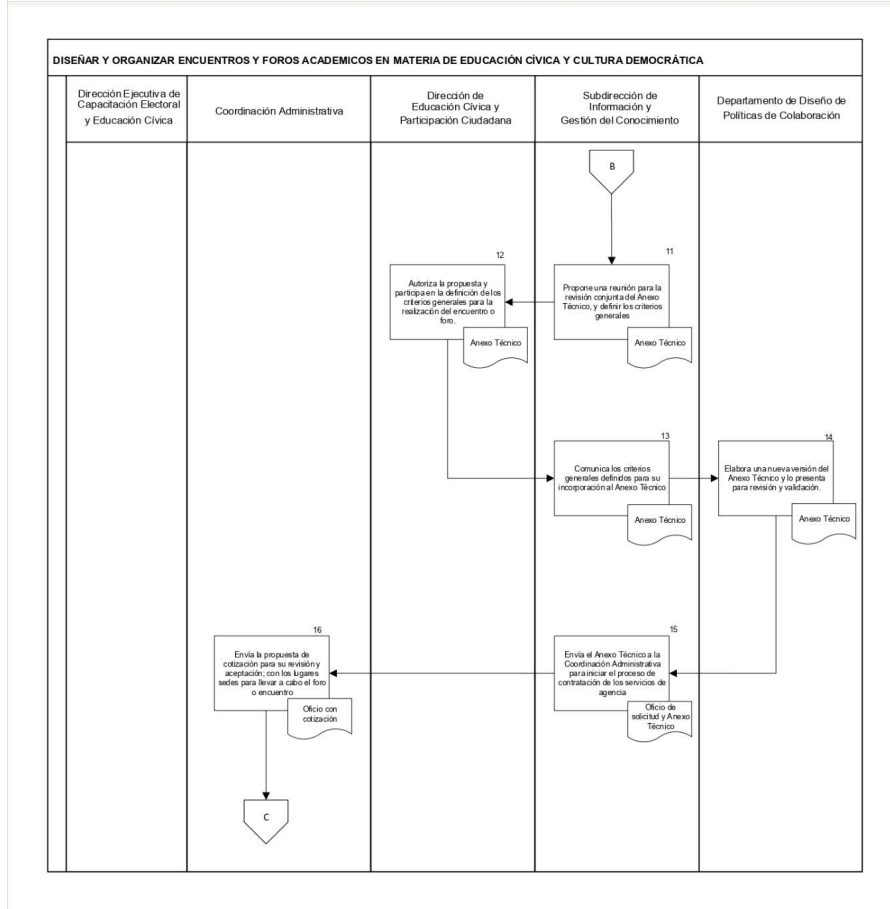 DISEÑAR Y ORGANIZAR ENCUENTROS Y FOROS ACADEMICOS EN MATERIA DE EDUCACIÓN CÍVICA Y CULTURA DEMOCRÁTICA
Dirección Ejecutiva de
Capacitación Electoral
y Educación Cívica
Coordinación Administrativa
Dirección de
Educación Cívica y
Participación Ciudadana
Subdirección de
Información y
Gestión del Conocimiento
Departamento de Diseño de
Políticas de Colaboración
B
11
Propone una reunión para la
revisión conjunta del Anexo
Técnico, y definir los criterios
generales
Anexo Técnico
12
Autoriza la propuesta y
participa en la definición de los
criterios generales para la
realización del encuentro o
foro.
Anexo Técnico
13
Comunica los criterios
generales definidos para su
incorporación al Anexo Técnico
Anexo Técnico
14
Elabora una nueva versión del
Anexo Técnico y lo presenta
para revisión y validación.
Anexo Técnico
15
Envía el Anexo Técnico a la
Coordinación Administrativa
para iniciar el proceso de
contratación de los servicios de
agencia
Oficio de
solicitud y Anexo
Técnico
16
Envía la propuesta de
cotización para su revisión y
aceptación; con los lugares
sedes para llevar a cabo el foro
o encuentro
Oficio con
cotización
C